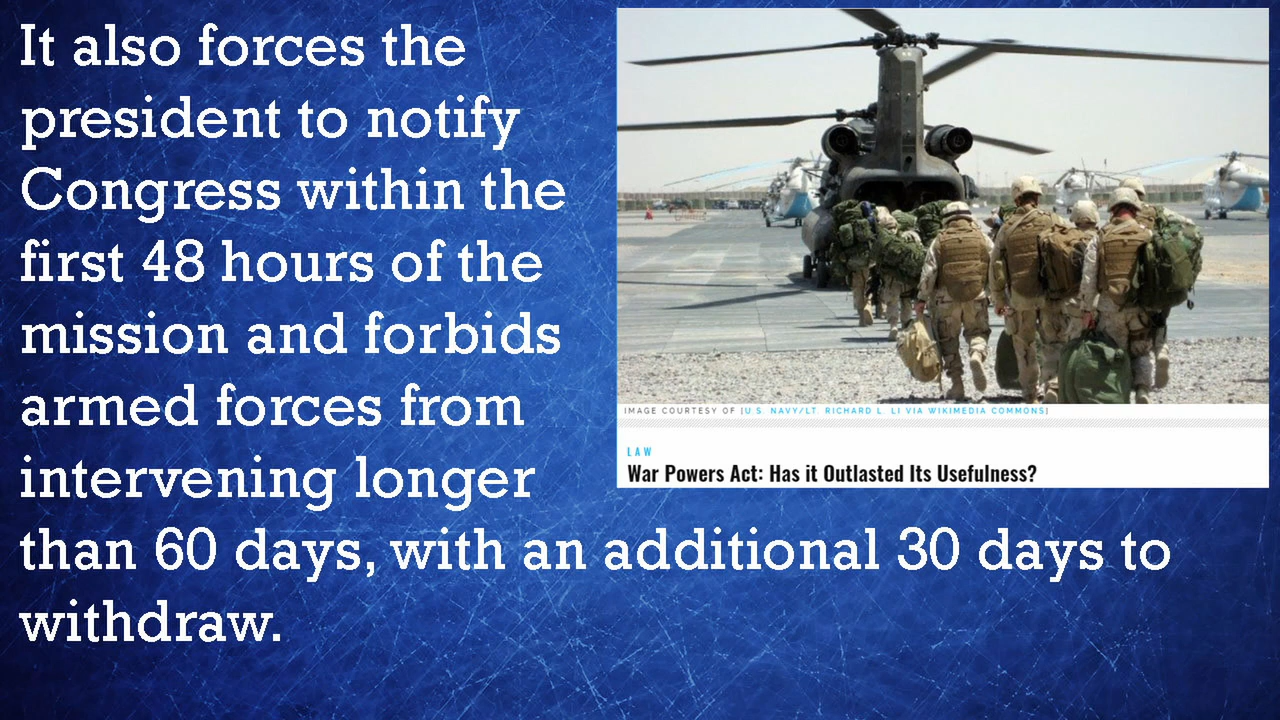 It also forces the
president to notify
Congress within the
first 48 hours of the
mission and forbids
armed forces from
intervening longer
than 60 days, with an additional 30 days to
withdraw.
IMAGE COURTESY OF [U.S. NAVY/LT. RICHARD L. LI VIA WIKIMEDIA COMMONS]
LAW
War Powers Act: Has it Outlasted Its Usefulness?